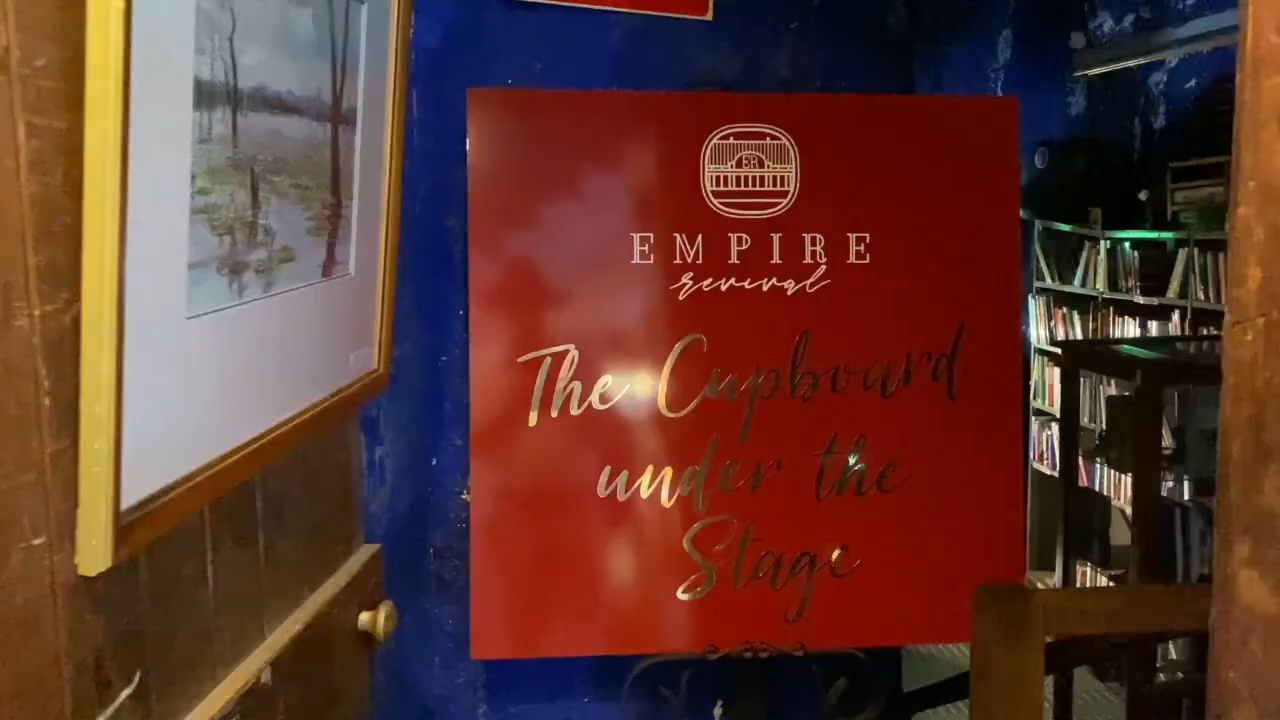 ER
EMPIRE
revival
The Cupboard
under the
Stage